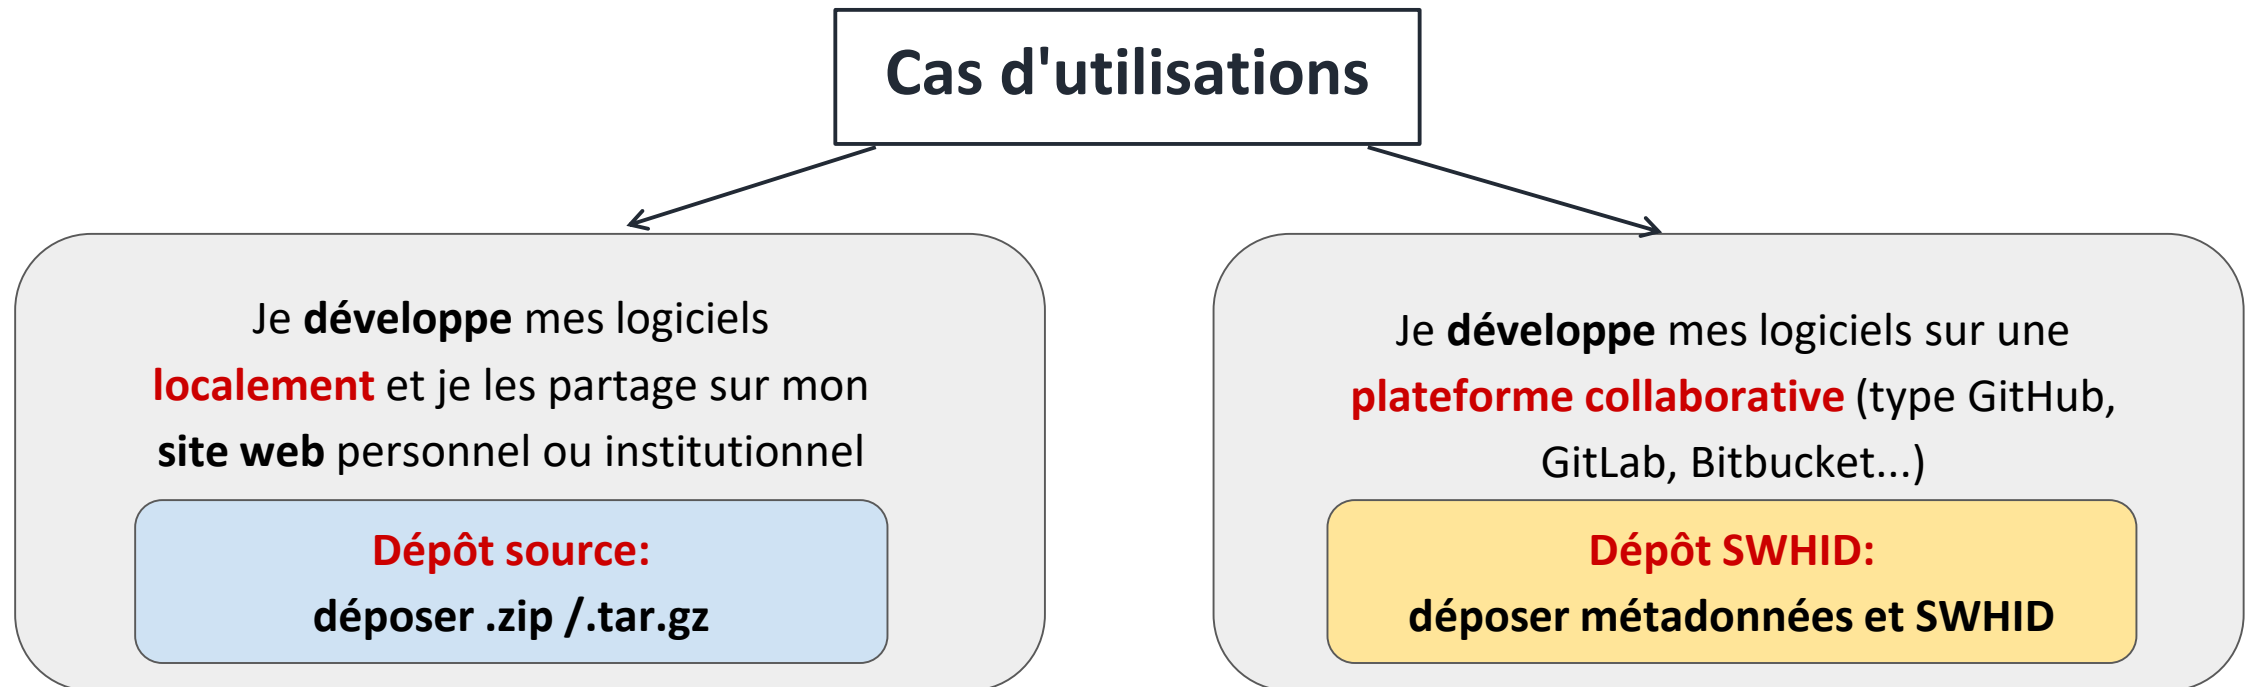 Cas d'utilisations
Je développe mes logiciels
localement et je les partage sur mon
site web personnel ou institutionnel
Dépôt source:
déposer .zip /.tar.gz
Je développe mes logiciels sur une
plateforme collaborative (type GitHub,
GitLab, Bitbucket...)
Dépôt SWHID:
déposer métadonnées et SWHID